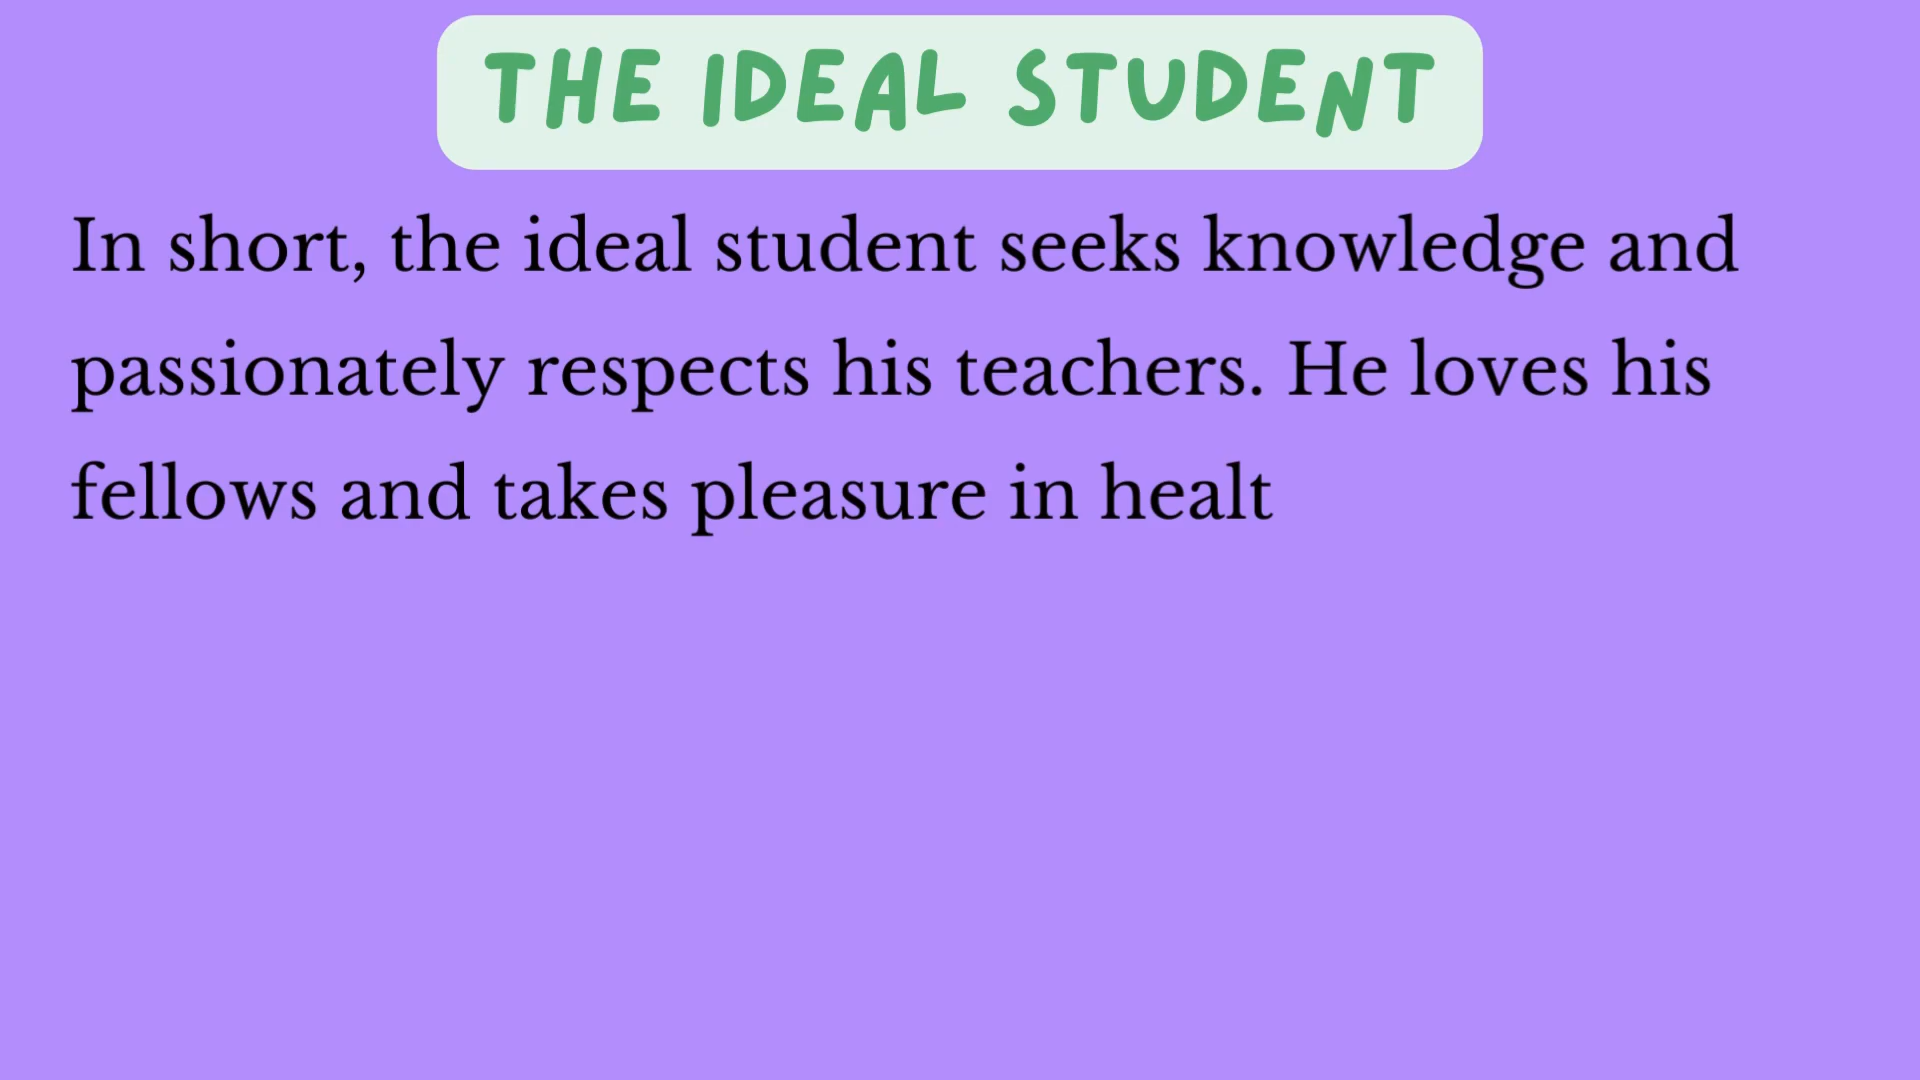 THE IDEAL STUDENT
In short, the ideal student seeks knowledge and
passionately respects his teachers. He loves his
fellows and takes pleasure in healt